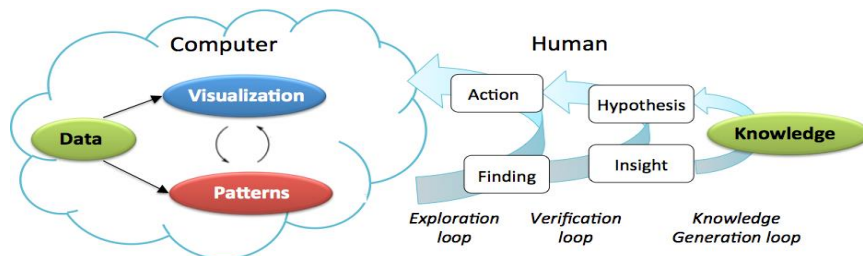 Computer
Human
Visualization
Action
Hypothesis
Data
Knowledge
Patterns
Finding
Insight
Exploration
loop
Verification
loop
Knowledge
Generation loop